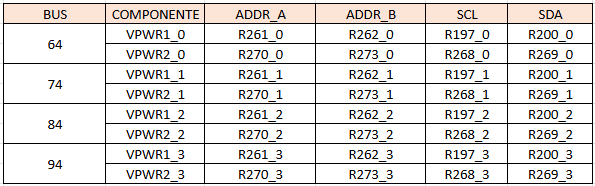 BUS COMPONENTE ADDR_A ADDR_B SCL SDA
64 VPWR1_0 R261_0 R262_0 R197_0 R200_0
VPWR2_0 R270_0 R273_0 R268_0 R269_0
74 VPWR1_1 R261_1 R262_1 R197_1 R200_1
VPWR2_1 R270_1 R273_1 R268_1 R269_1
84 VPWR1_2 R261_2 R262_2 R197_2 R200_2
VPWR2_2 R270_2 R273_2 R268_2 R269_2
94 VPWR1_3 R261_3 R262_3 R197_3 R200_3
VPWR2_3 R270_3 R273_3 R268_3 R269_3